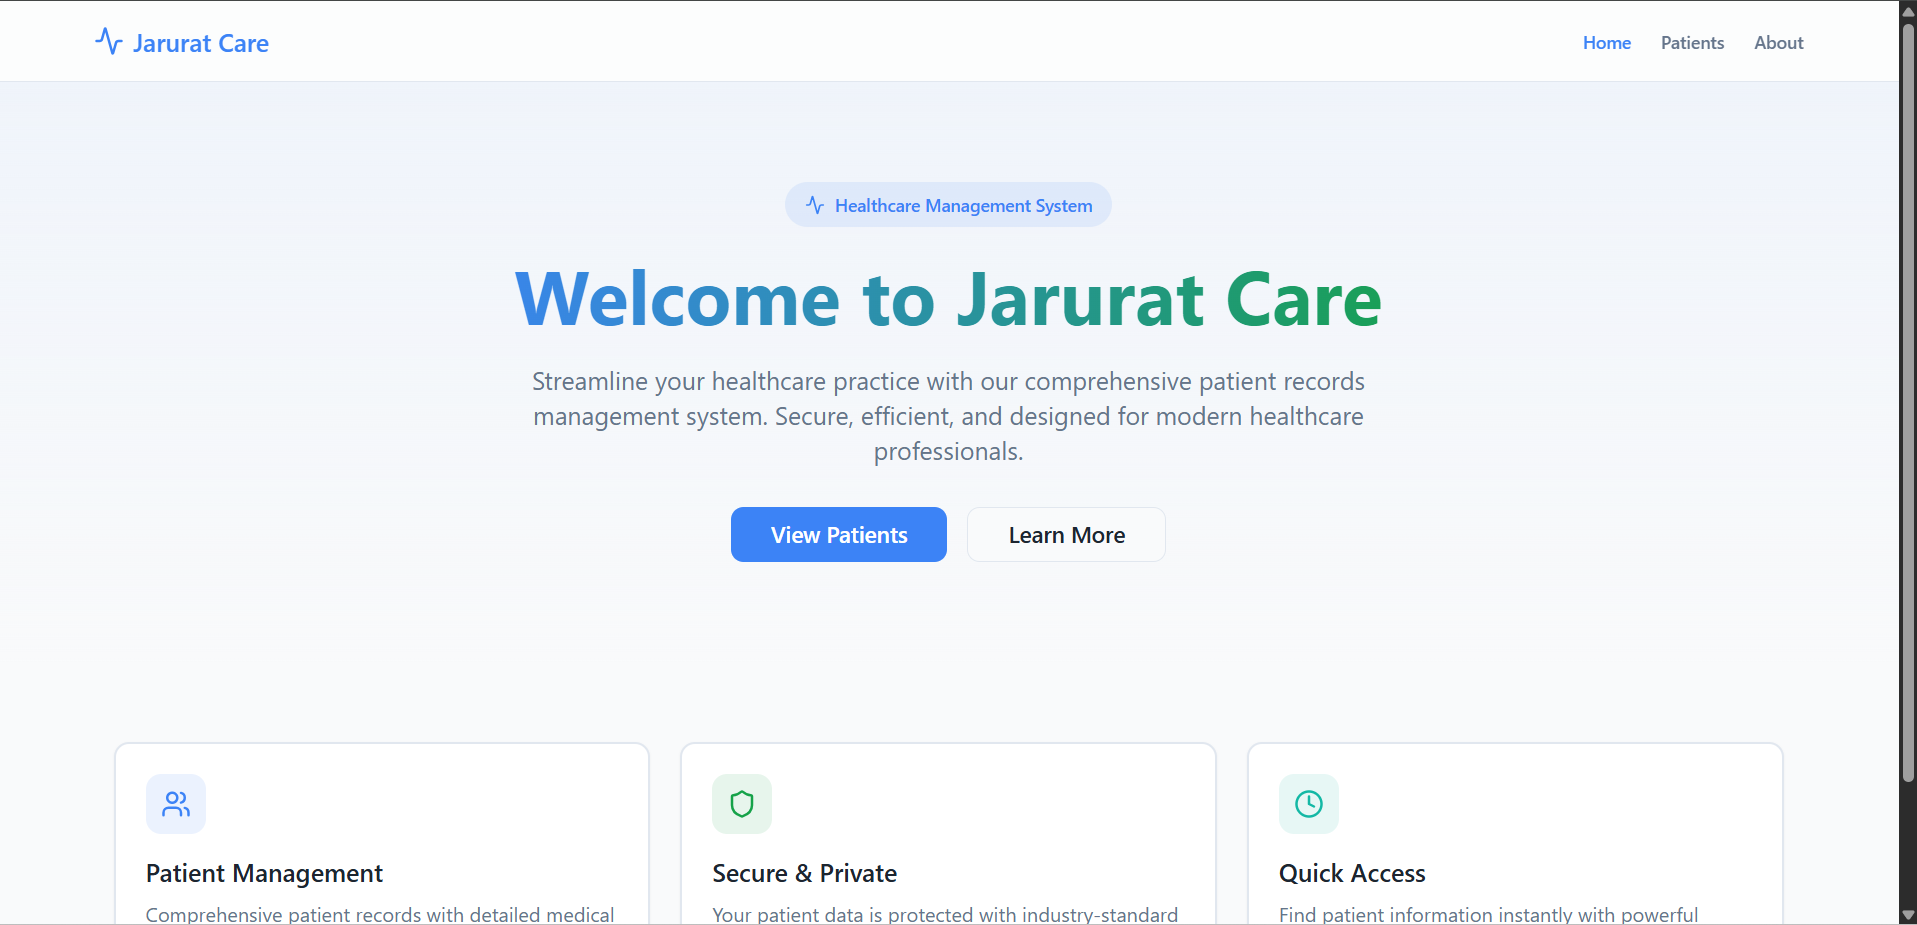 Jarurat Care
Home
Patients
About
Healthcare Management System
Welcome to Jarurat Care
Streamline your healthcare practice with our comprehensive patient records
management system. Secure, efficient, and designed for modern healthcare
professionals.
View Patients
Learn More
Patient Management
Comprehensive patient records with detailed medical
Secure & Private
Your patient data is protected with industry-standard
Quick Access
Find patient information instantly with powerful